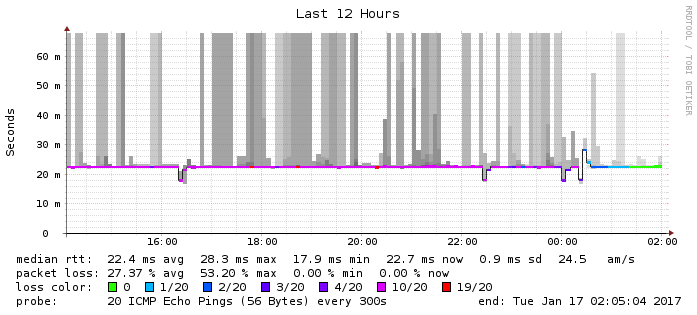 Last 12 Hours
RRDTOOL / TOBI OETIKER
Seconds
60 m
50 m
40 m
30 m
20 m
10 m
0
16:00 18:00 20:00 22:00 00:00 02:00
median rtt: 22.4 ms avg 28.3 ms max 17.9 ms min 22.7 ms now 0.9 ms sd 24.5 am/s
packet loss: 27.37 % avg 53.20 % max 0.00 % min 0.00 % now
loss color: 0 1/20 2/20 3/20 4/20 10/20 19/20
probe: 20 ICMP Echo Pings (56 Bytes) every 300s end: Tue Jan 17 02:05:04 2017